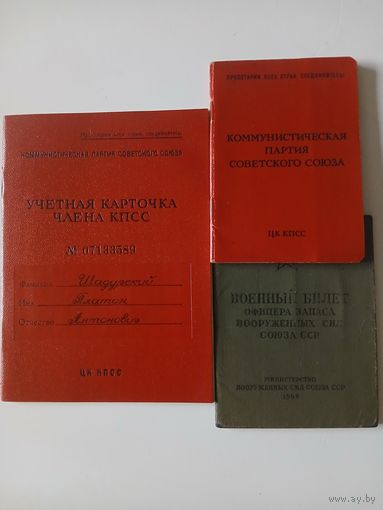 Пролетарии всех стран, соединяйтесь!
КОММУНИСТИЧЕСКАЯ ПАРТИЯ СОВЕТСКОГО СОЮЗА
УЧЕТНАЯ КАРТОЧКА
ЧЛЕНА КПСС
№ 07133589
Фамилия Шадурский
Имя Платон
Отчество Антонович
ЦК КПСС
ПРОЛЕТАРИИ ВСЕХ СТРАН, СОЕДИНЯЙТЕСЬ!
КОММУНИСТИЧЕСКАЯ
ПАРТИЯ
СОВЕТСКОГО СОЮЗА
ЦК КПСС
ВОЕННЫЙ БИЛЕТ
ОФИЦЕРА ЗАПАСА
ВООРУЖЕННЫХ СИЛ
СОЮЗА ССР
МИНИСТЕРСТВО
ВООРУЖЕННЫХ СИЛ СОЮЗА ССР
www.ay.by